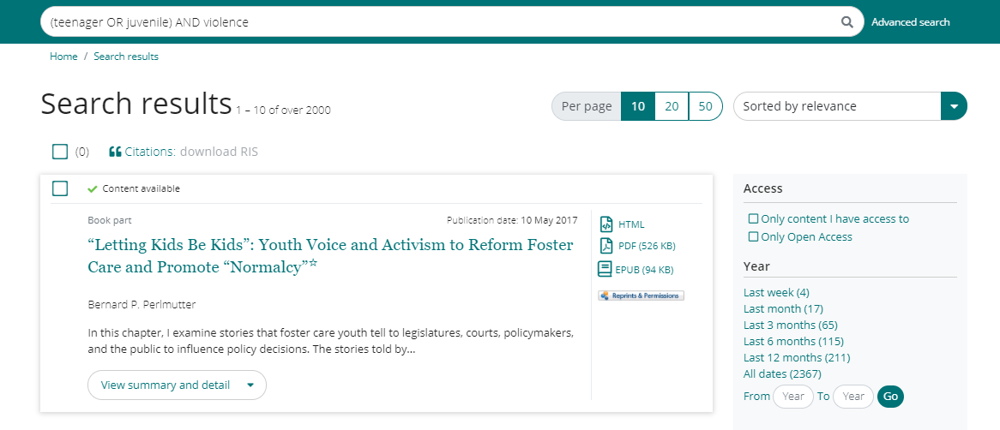 (teenager OR juvenile) AND violence
Advanced search
Home / Search results
Search results 1 – 10 of over 2000
Per page 10 20 50
Sorted by relevance
(0) Citations: download RIS
Content available
Book part
Publication date: 10 May 2017
“Letting Kids Be Kids”: Youth Voice and Activism to Reform Foster
Care and Promote “Normalcy”☆
Bernard P. Perlmutter
In this chapter, I examine stories that foster care youth tell to legislatures, courts, policymakers,
and the public to influence policy decisions. The stories told by…
View summary and detail
HTML
PDF (526 KB)
EPUB (94 KB)
Reprints & Permissions
Access
Only content I have access to
Only Open Access
Year
Last week (4)
Last month (17)
Last 3 months (65)
Last 6 months (115)
Last 12 months (211)
All dates (2367)
From Year To Year Go